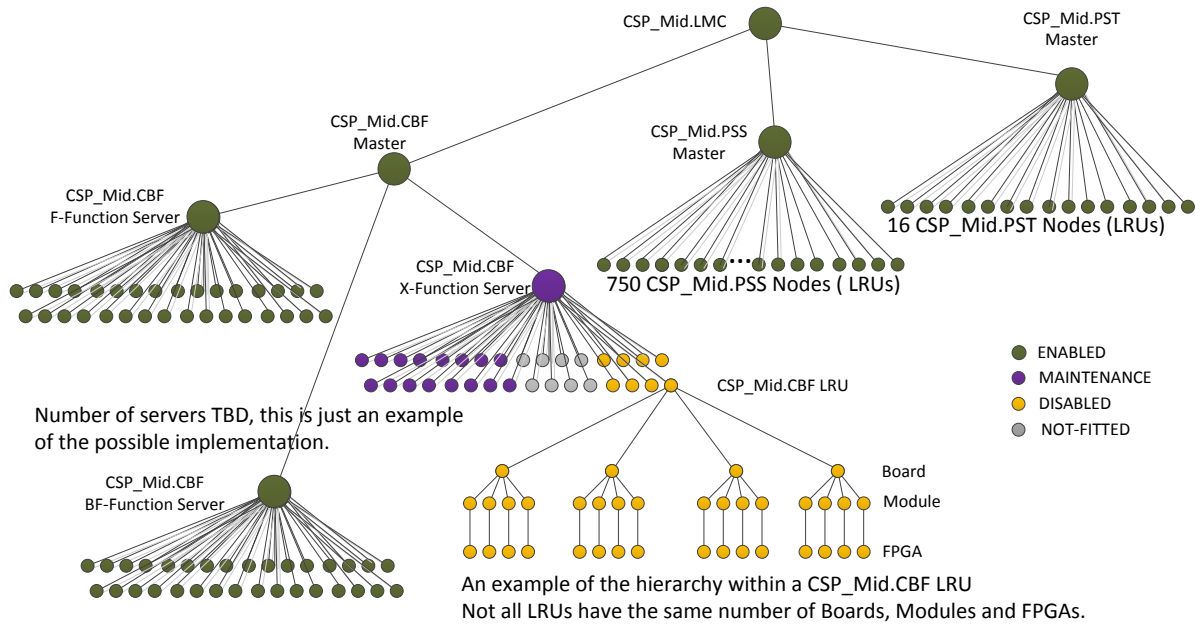 CSP_Mid.LMC
CSP_Mid.PST
Master
CSP_Mid.CBF
Master
CSP_Mid.PSS
Master
CSP_Mid.CBF
F-Function Server
16 CSP_Mid.PST Nodes (LRUs)
CSP_Mid.CBF
X-Function Server
...
750 CSP_Mid.PSS Nodes ( LRUs)
ENABLED
MAINTENANCE
DISABLED
NOT-FITTED
CSP_Mid.CBF LRU
Number of servers TBD, this is just an example
of the possible implementation.
CSP_Mid.CBF
BF-Function Server
Board
Module
FPGA
An example of the hierarchy within a CSP_Mid.CBF LRU
Not all LRUs have the same number of Boards, Modules and FPGAs.